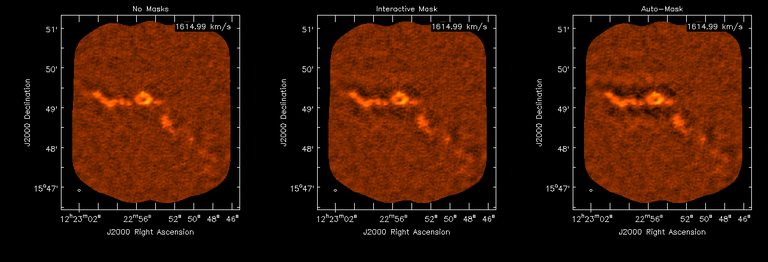 No Masks
1614.99 km/s
J2000 Declination
51'
50'
49'
48'
15°47'
12ʰ23ᵐ02ˢ 22ᵐ56ˢ 52ˢ 50ˢ 48ˢ 46ˢ
J2000 Right Ascension
Interactive Mask
1614.99 km/s
J2000 Declination
51'
50'
49'
48'
15°47'
12ʰ23ᵐ02ˢ 22ᵐ56ˢ 52ˢ 50ˢ 48ˢ 46ˢ
J2000 Right Ascension
Auto-Mask
1614.99 km/s
J2000 Declination
51'
50'
49'
48'
15°47'
12ʰ23ᵐ02ˢ 22ᵐ56ˢ 52ˢ 50ˢ 48ˢ 46ˢ
J2000 Right Ascension